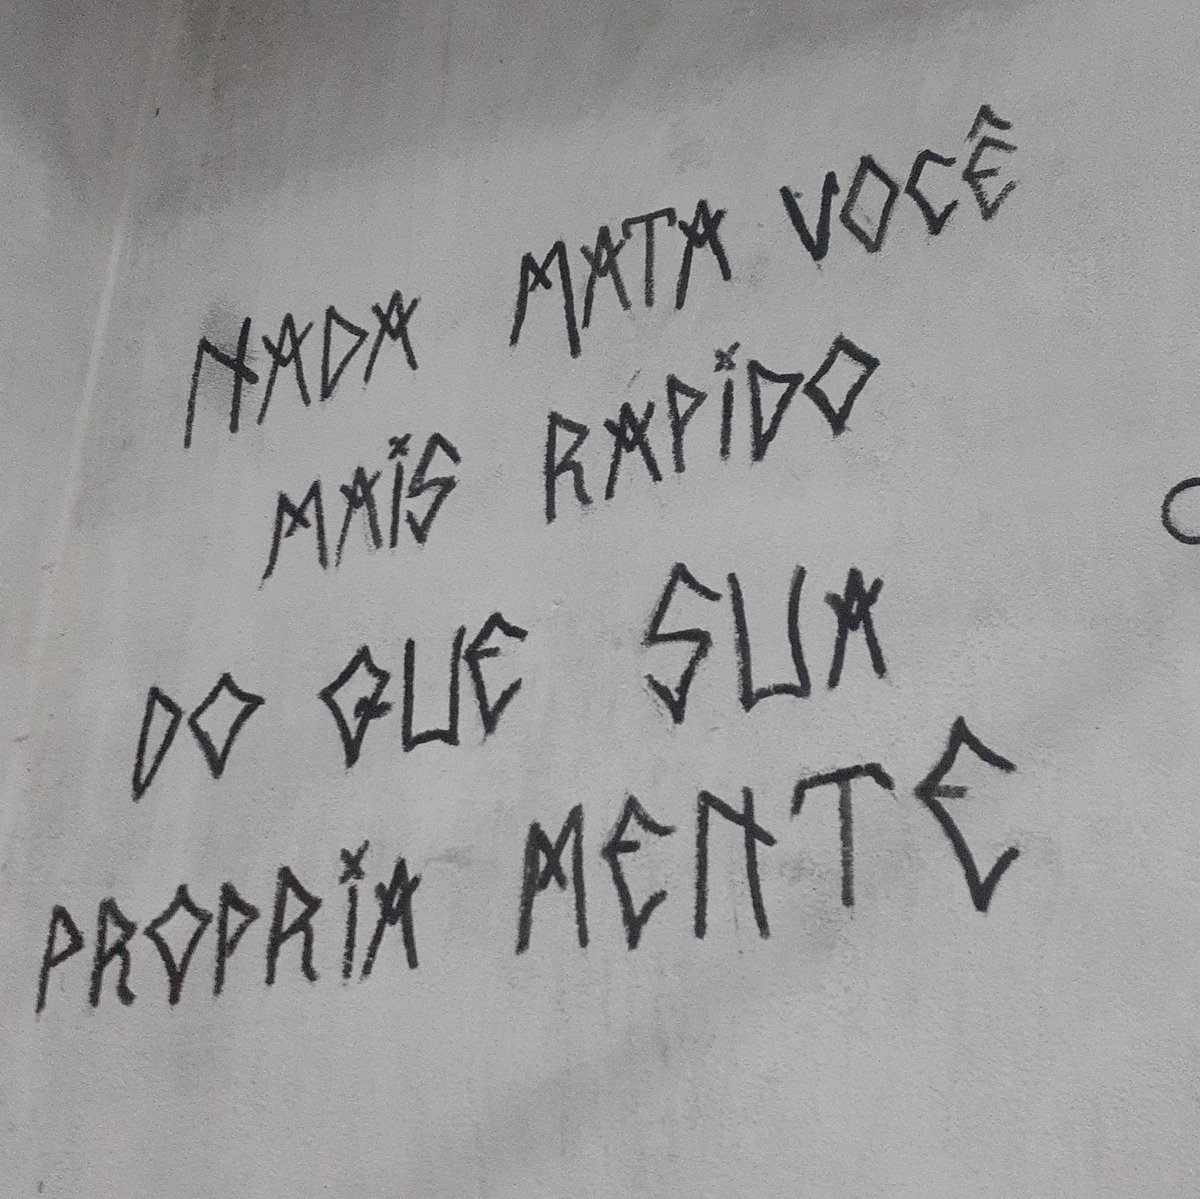 NADA MATA VOCÊ
MAIS RAPIDO
DO QUE SUA
PROPRIA MENTE